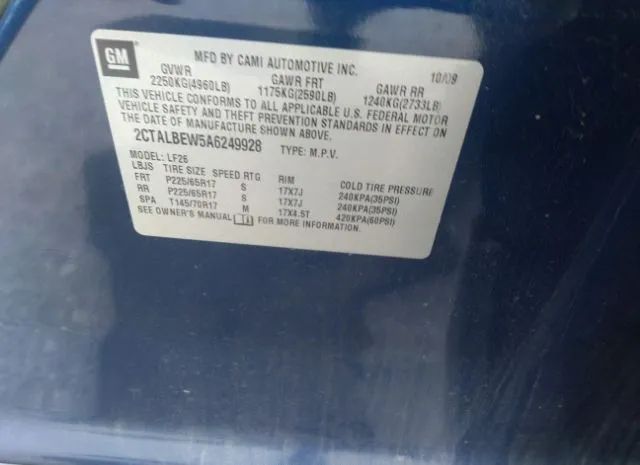 GM
MFD BY CAMI AUTOMOTIVE INC. 10/09
GVWR GAWR FRT GAWR RR
2250KG(4960LB) 1175KG(2590LB) 1240KG(2733LB)
THIS VEHICLE CONFORMS TO ALL APPLICABLE U.S. FEDERAL MOTOR
VEHICLE SAFETY AND THEFT PREVENTION STANDARDS IN EFFECT ON
THE DATE OF MANUFACTURE SHOWN ABOVE.
2CTALBEW5A6249928 TYPE: M.P.V.
MODEL: LF26
LBJS TIRE SIZE SPEED RTG RIM COLD TIRE PRESSURE
FRT P225/65R17 S 17X7J 240KPA(35PSI)
RR P225/65R17 S 17X7J 240KPA(35PSI)
SPA T145/70R17 M 17X4.5T 420KPA(60PSI)
SEE OWNER'S MANUAL FOR MORE INFORMATION.